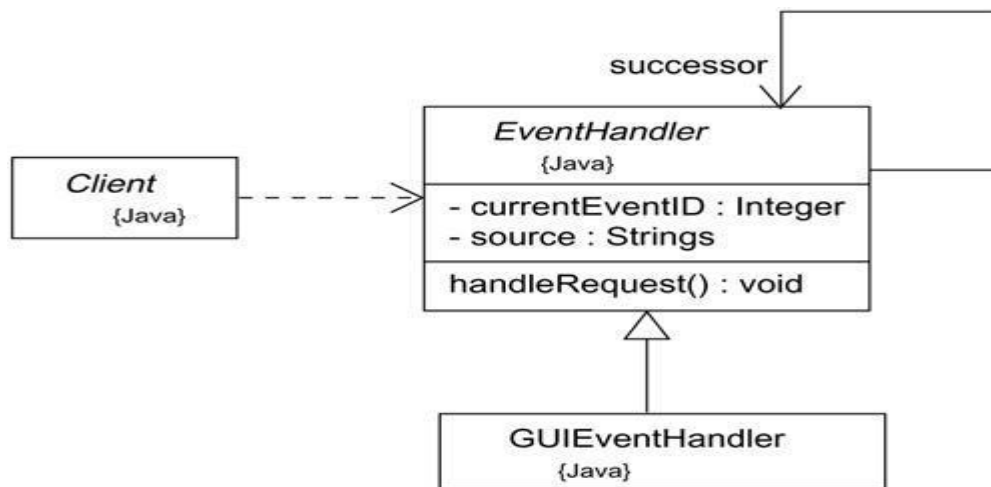 successor
EventHandler
{Java}
Client
{Java}
- currentEventID : Integer
- source : Strings
handleRequest() : void
GUIEventHandler
{Java}